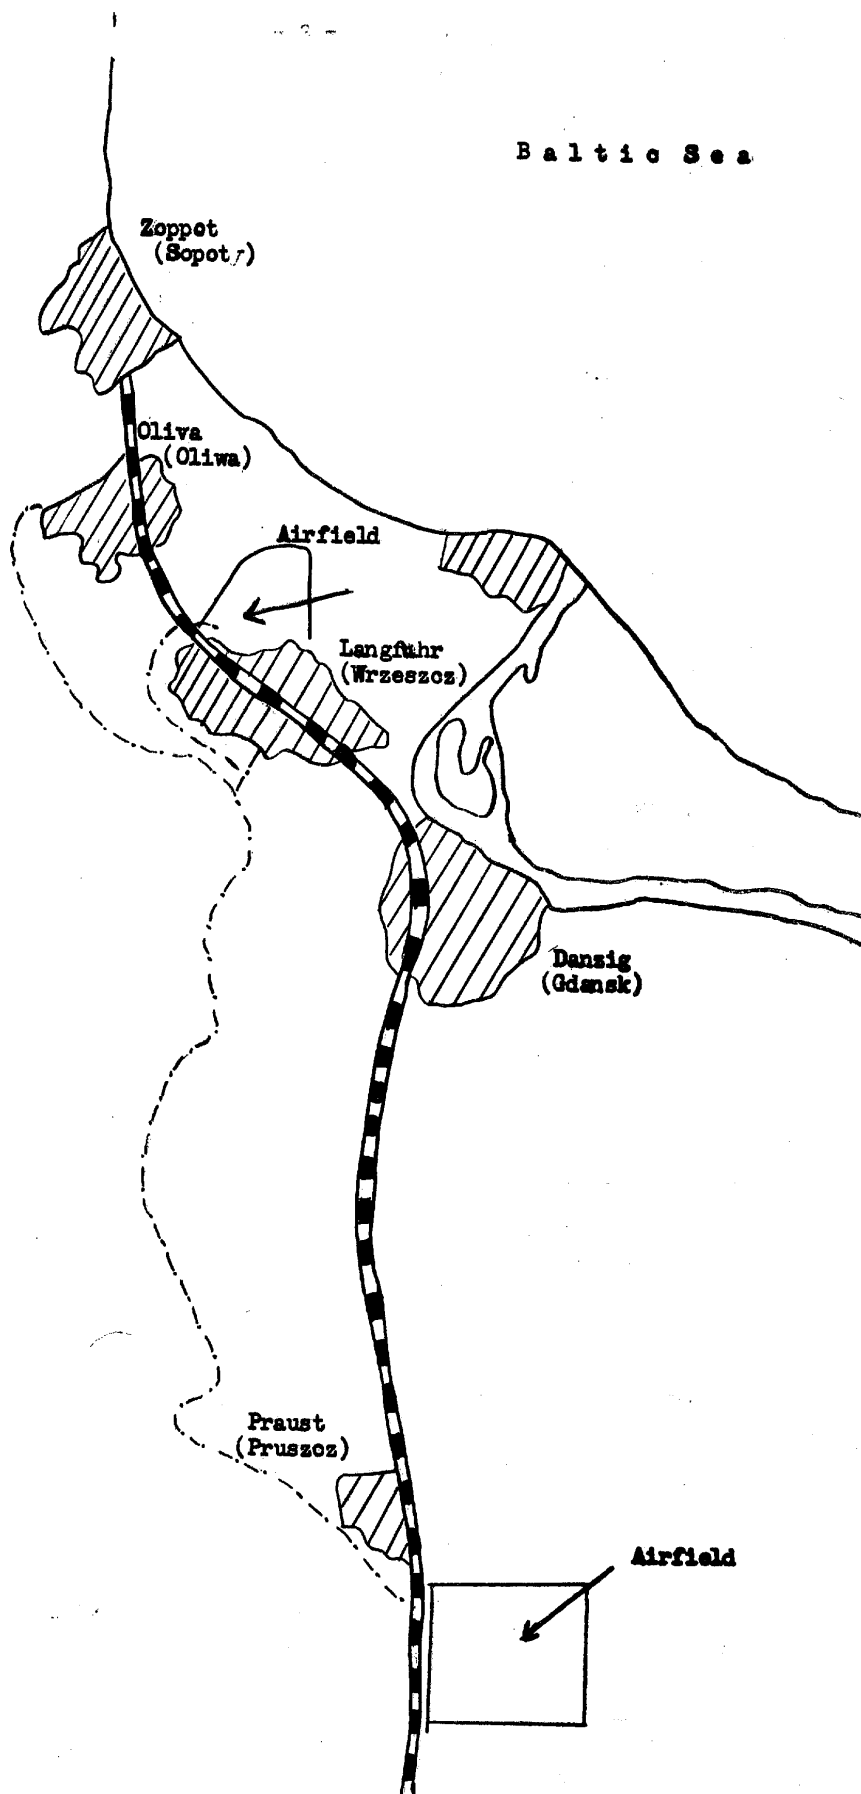 - 2 -
Baltic Sea
Zoppot
(Sopot)
Oliva
(Oliwa)
Airfield
Langfuhr
(Wrzeszcz)
Danzig
(Gdansk)
Praust
(Pruszcz)
Airfield